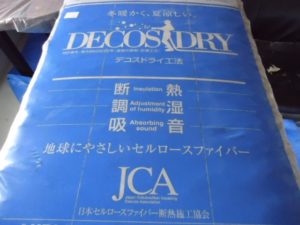 冬暖かく、夏涼しい。
DECOS DRY
デコスドライ工法
断 Insulation 熱
調 Adjustment of humidity 湿
吸 Absorbing sound 音
地球にやさしいセルロースファイバー
JCA
日本セルロースファイバー断熱施工協会